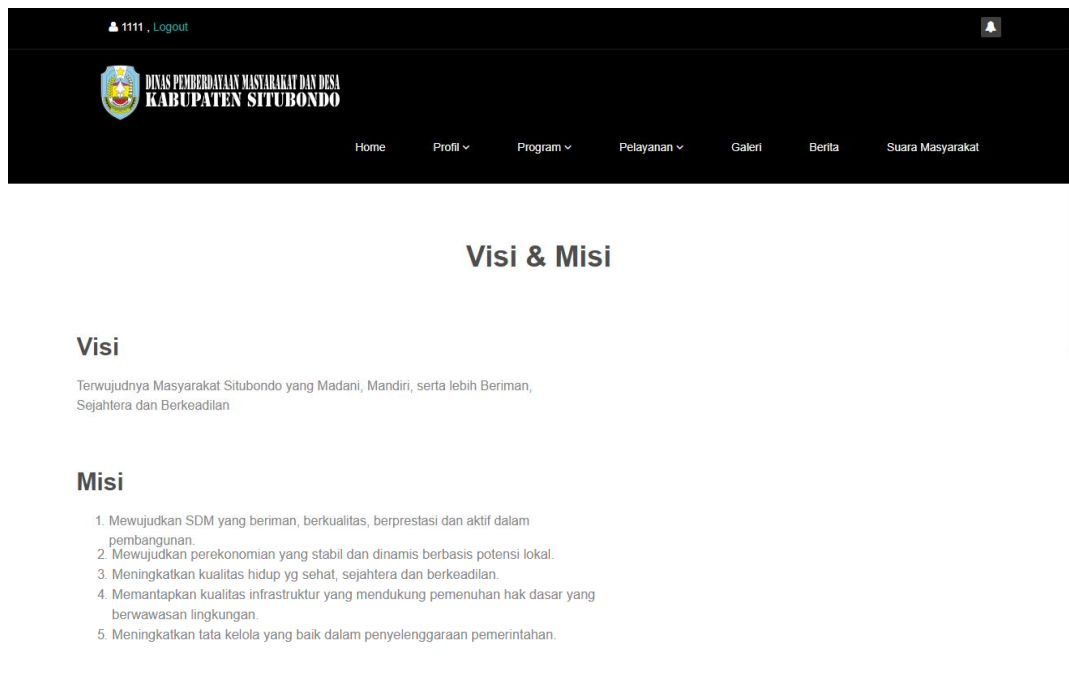 1111 , Logout
DINAS PEMBERDAYAAN MASYARAKAT DAN DESA
KABUPATEN SITUBONDO
Home Profil Program Pelayanan Galeri Berita Suara Masyarakat
Visi & Misi
Visi
Terwujudnya Masyarakat Situbondo yang Madani, Mandiri, serta lebih Beriman,
Sejahtera dan Berkeadilan
Misi
1. Mewujudkan SDM yang beriman, berkualitas, berprestasi dan aktif dalam
pembangunan.
2. Mewujudkan perekonomian yang stabil dan dinamis berbasis potensi lokal.
3. Meningkatkan kualitas hidup yg sehat, sejahtera dan berkeadilan.
4. Memantapkan kualitas infrastruktur yang mendukung pemenuhan hak dasar yang
berwawasan lingkungan.
5. Meningkatkan tata kelola yang baik dalam penyelenggaraan pemerintahan.